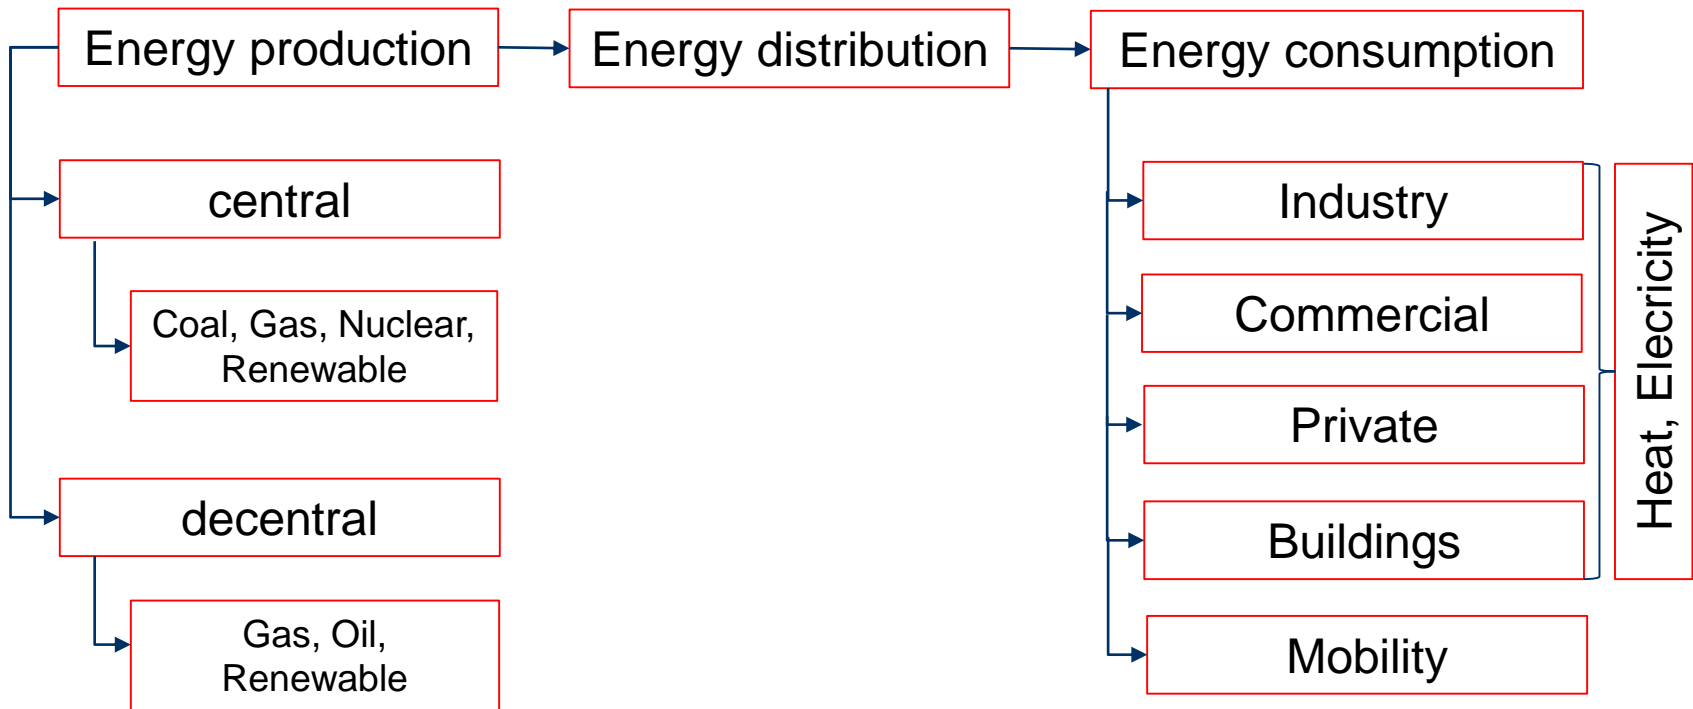 Energy production
Energy distribution
Energy consumption
central
Coal, Gas, Nuclear,
Renewable
decentral
Gas, Oil,
Renewable
Industry
Commercial
Private
Buildings
Mobility
Heat, Elecricity